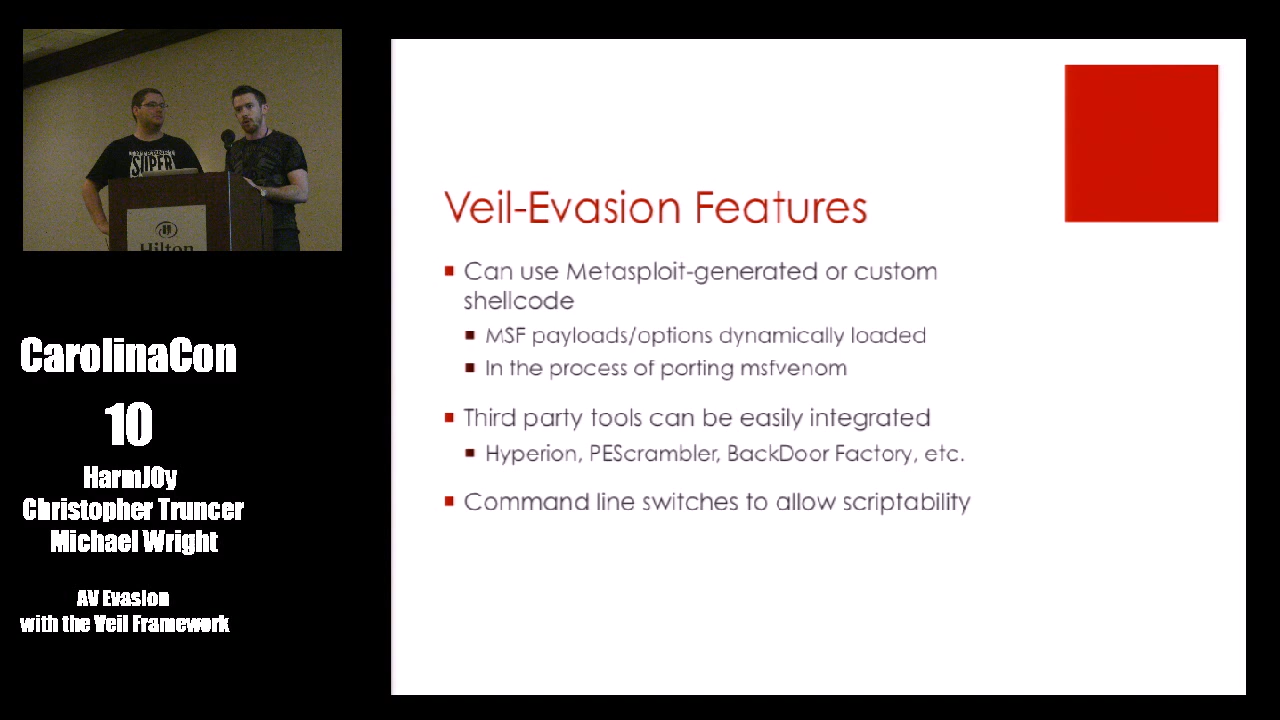 SUPER
Hilton
CarolinaCon
10
HarmJ0y
Christopher Truncer
Michael Wright
AV Evasion
with the Veil Framework
Veil-Evasion Features
Can use Metasploit-generated or custom
shellcode
MSF payloads/options dynamically loaded
In the process of porting msfvenom
Third party tools can be easily integrated
Hyperion, PEScrambler, BackDoor Factory, etc.
Command line switches to allow scriptability